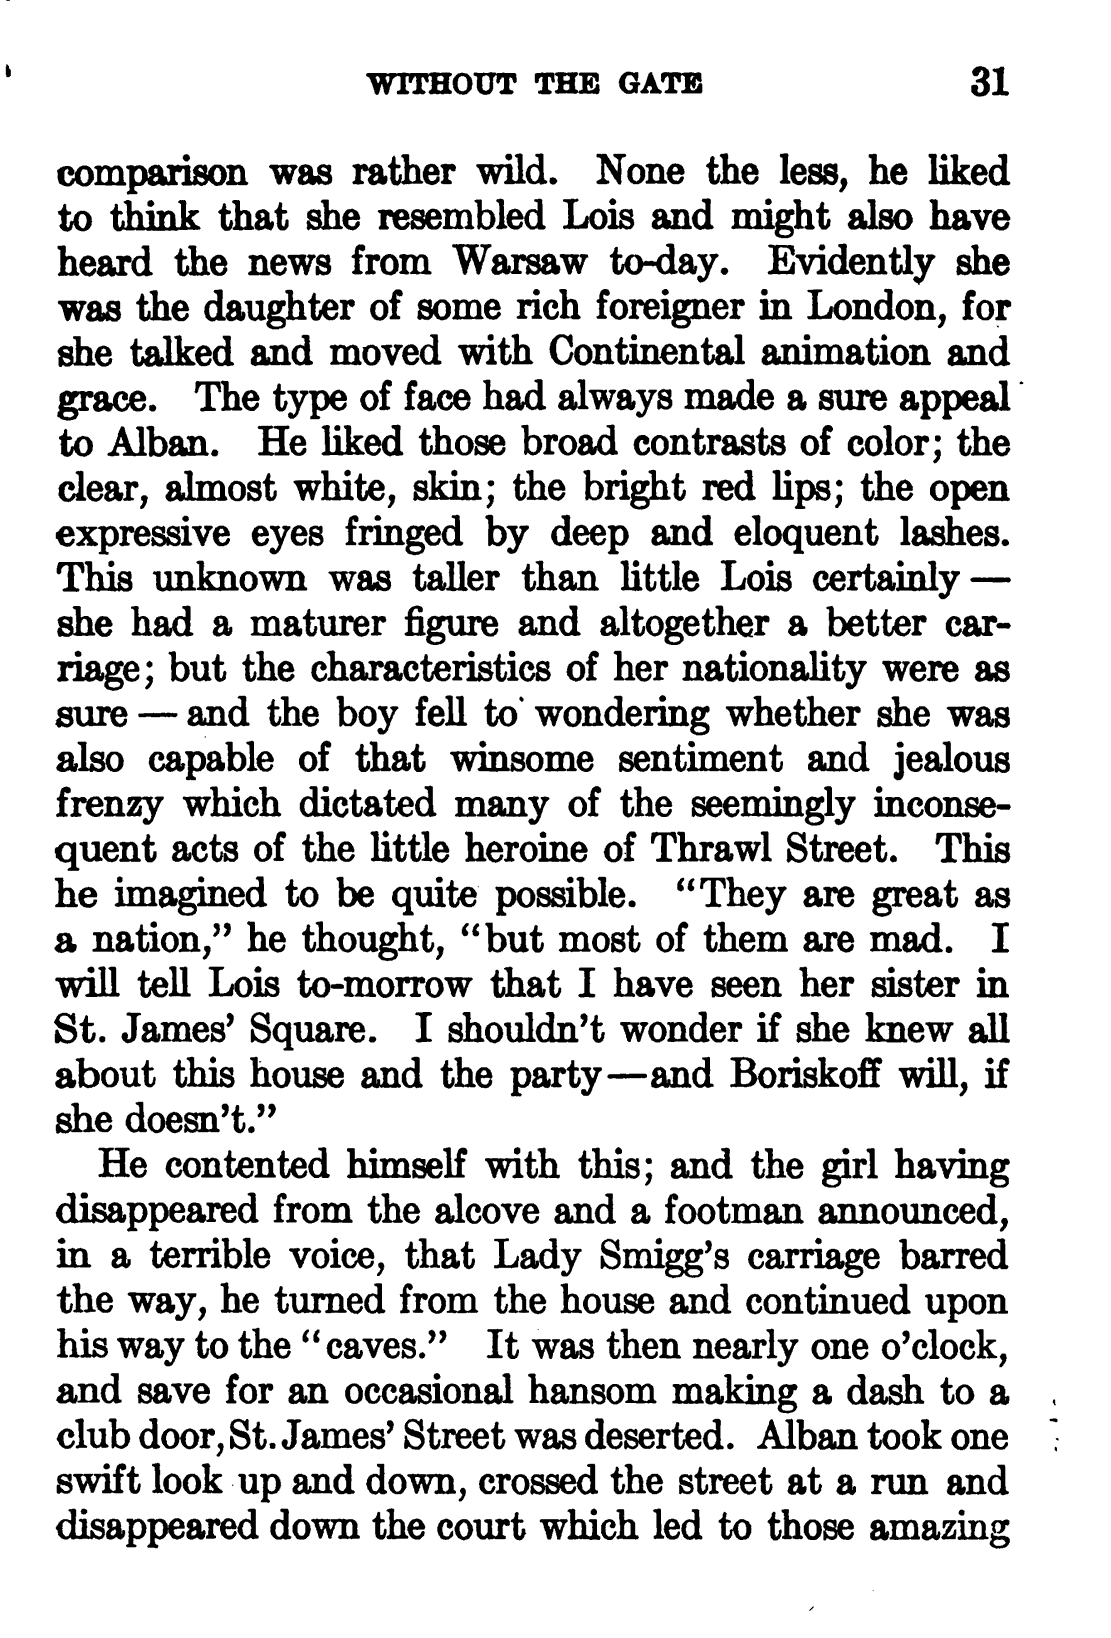 WITHOUT THE GATE 31
comparison was rather wild. None the less, he liked
to think that she resembled Lois and might also have
heard the news from Warsaw to-day. Evidently she
was the daughter of some rich foreigner in London, for
she talked and moved with Continental animation and
grace. The type of face had always made a sure appeal
to Alban. He liked those broad contrasts of color; the
clear, almost white, skin; the bright red lips; the open
expressive eyes fringed by deep and eloquent lashes.
This unknown was taller than little Lois certainly —
she had a maturer figure and altogether a better car-
riage; but the characteristics of her nationality were as
sure — and the boy fell to wondering whether she was
also capable of that winsome sentiment and jealous
frenzy which dictated many of the seemingly inconse-
quent acts of the little heroine of Thrawl Street. This
he imagined to be quite possible. “They are great as
a nation,” he thought, “but most of them are mad. I
will tell Lois to-morrow that I have seen her sister in
St. James’ Square. I shouldn’t wonder if she knew all
about this house and the party—and Boriskoff will, if
she doesn’t.”
He contented himself with this; and the girl having
disappeared from the alcove and a footman announced,
in a terrible voice, that Lady Smigg’s carriage barred
the way, he turned from the house and continued upon
his way to the “caves.” It was then nearly one o’clock,
and save for an occasional hansom making a dash to a
club door, St. James’ Street was deserted. Alban took one
swift look up and down, crossed the street at a run and
disappeared down the court which led to those amazing